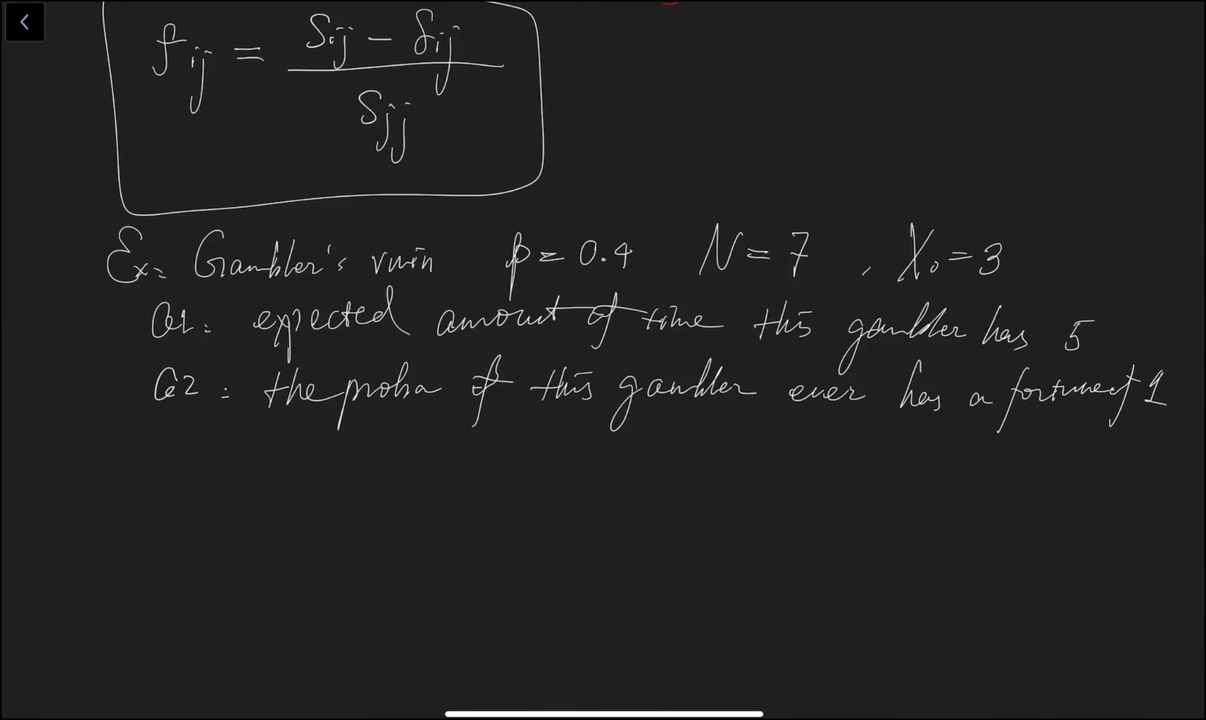 f_ij = (S_ij − δ_ij) / S_jj
Ex: Gambler's ruin p = 0.4 N = 7 , X_0 = 3
Q1: expected amount of time this gambler has 5
Q2: the proba of this gambler ever has a fortune of 1